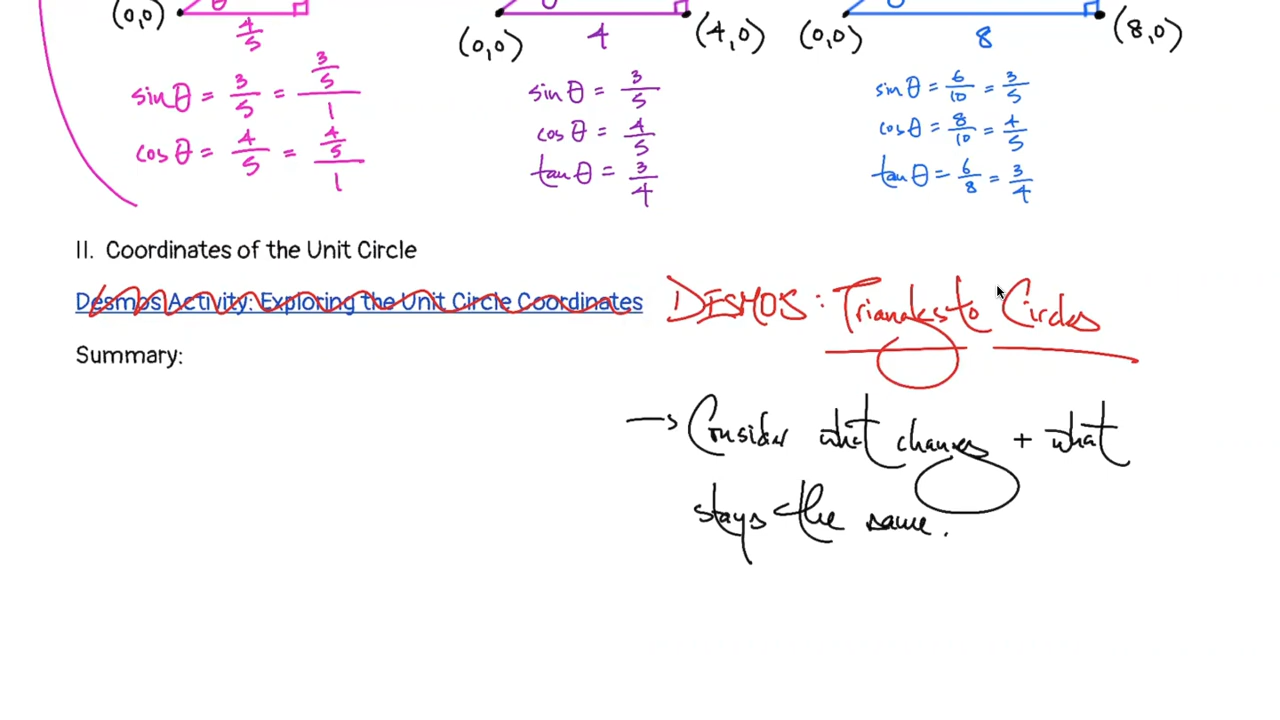 (0,0) θ 4/5
(0,0) θ 4 (4,0)
(0,0) θ 8 (8,0)
sin θ = 3/5 = (3/5)/1
cos θ = 4/5 = (4/5)/1
sin θ = 3/5
cos θ = 4/5
tan θ = 3/4
sin θ = 6/10 = 3/5
cos θ = 8/10 = 4/5
tan θ = 6/8 = 3/4
II. Coordinates of the Unit Circle
Desmos Activity: Exploring the Unit Circle Coordinates
DESMOS: Triangles to Circles
Summary:
→ Consider what changes + what
stays the same.